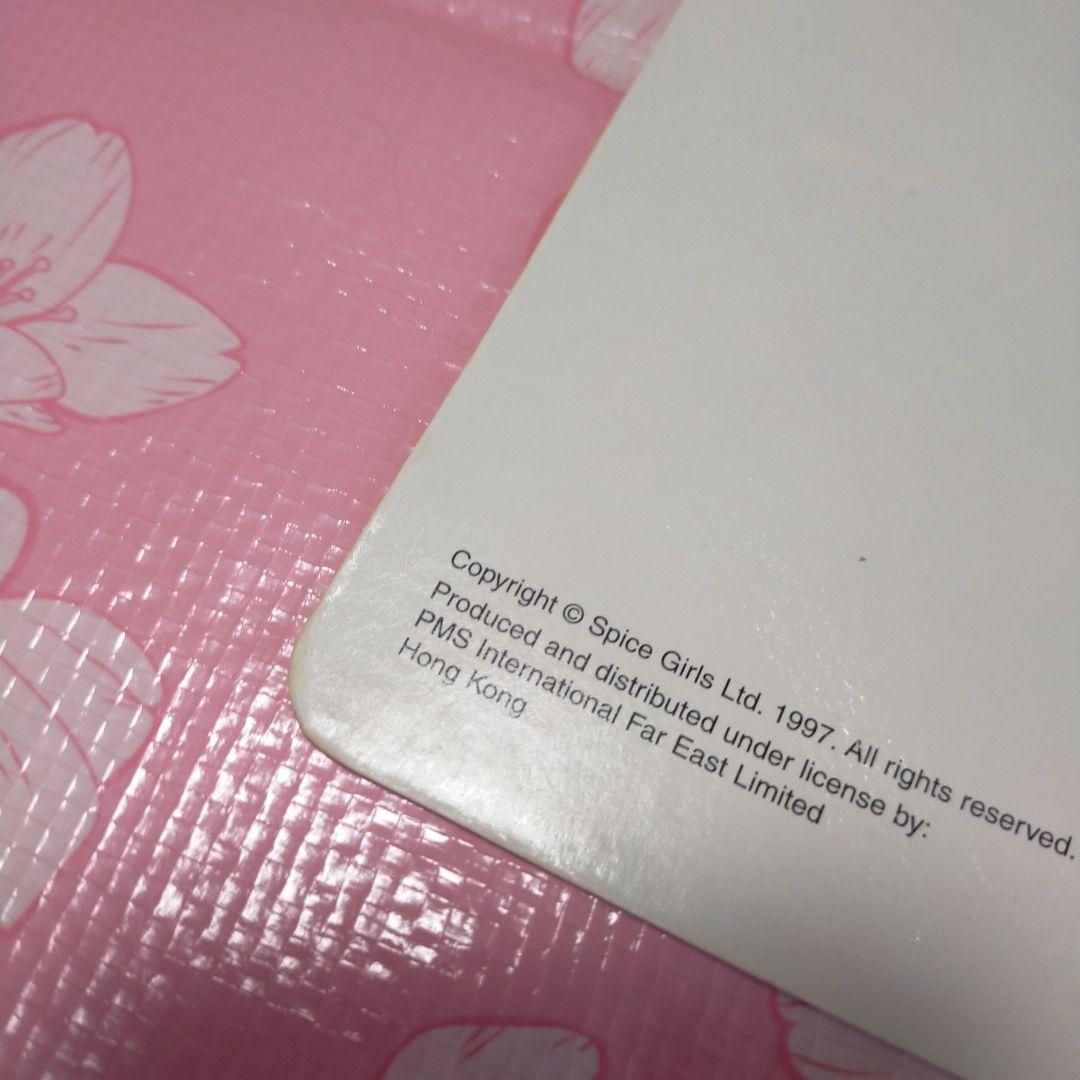 Copyright © Spice Girls Ltd. 1997. All rights reserved.
Produced and distributed under license by:
PMS International Far East Limited
Hong Kong